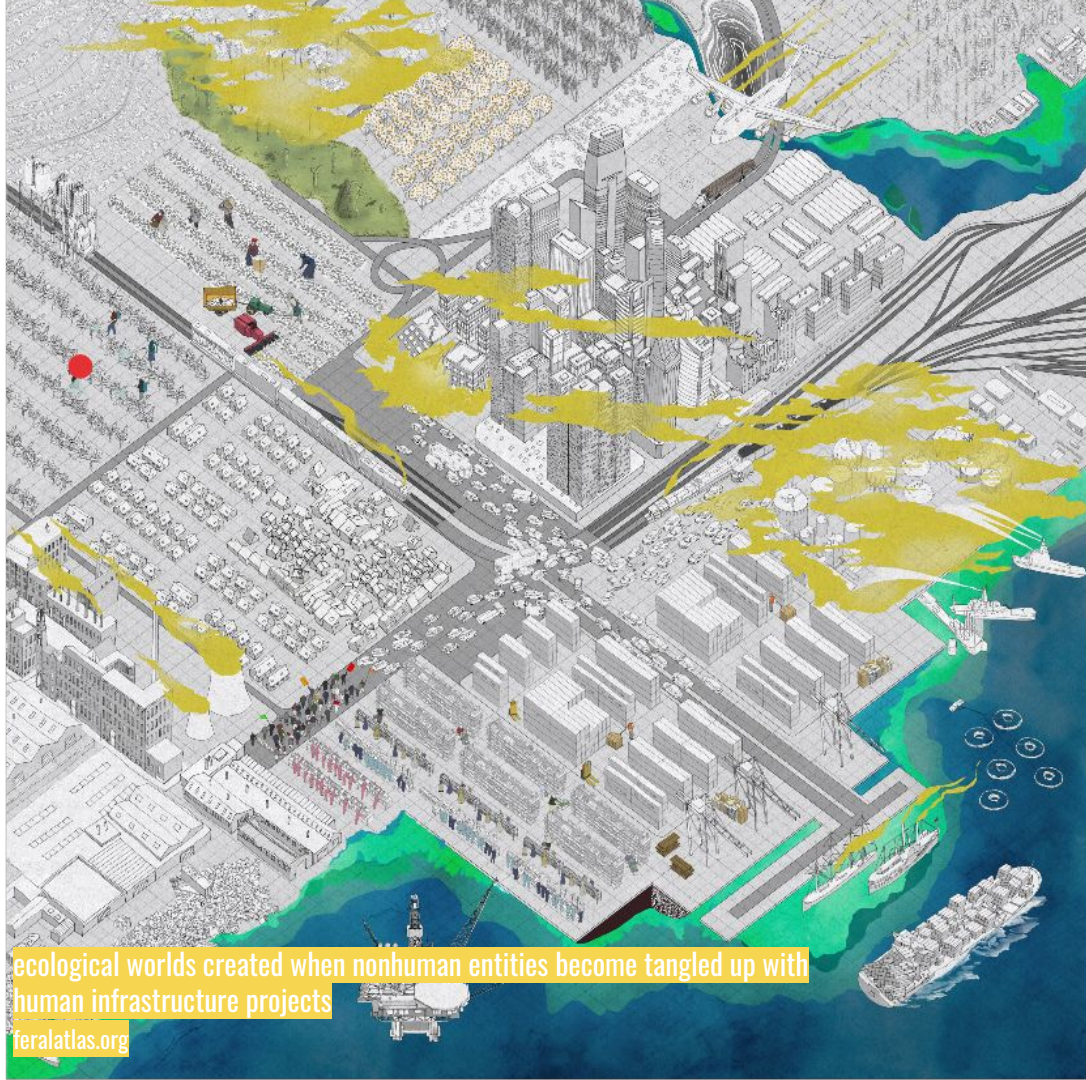 ecological worlds created when nonhuman entities become tangled up with
human infrastructure projects
feralatlas.org